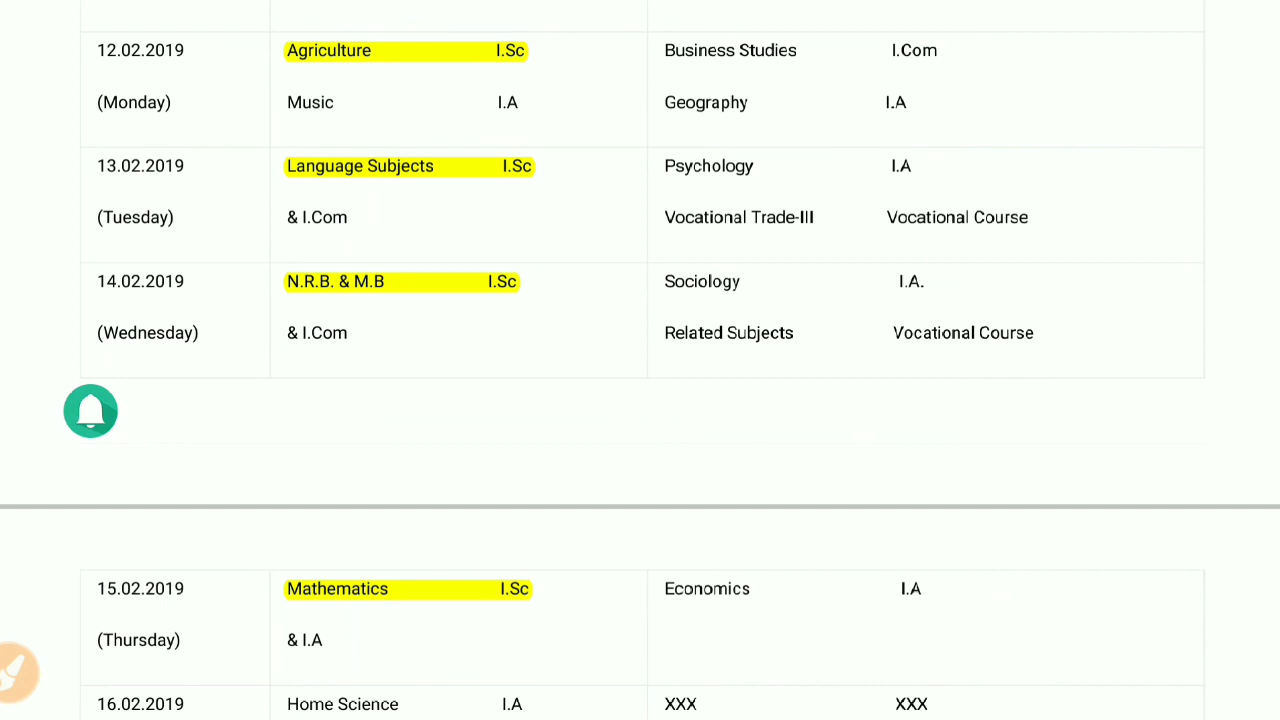 12.02.2019 Agriculture I.Sc Business Studies I.Com
(Monday) Music I.A Geography I.A
13.02.2019 Language Subjects I.Sc Psychology I.A
(Tuesday) & I.Com Vocational Trade-III Vocational Course
14.02.2019 N.R.B. & M.B I.Sc Sociology I.A.
(Wednesday) & I.Com Related Subjects Vocational Course
15.02.2019 Mathematics I.Sc Economics I.A
(Thursday) & I.A
16.02.2019 Home Science I.A XXX XXX